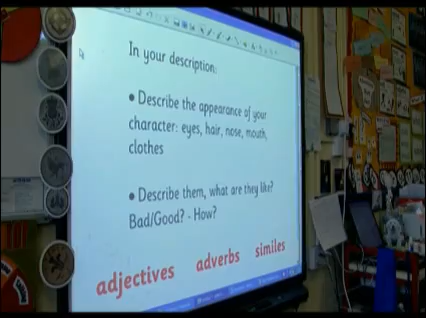 In your description:
• Describe the appearance of your
character: eyes, hair, nose, mouth,
clothes
• Describe them, what are they like?
Bad/Good? - How?
adjectives adverbs similes